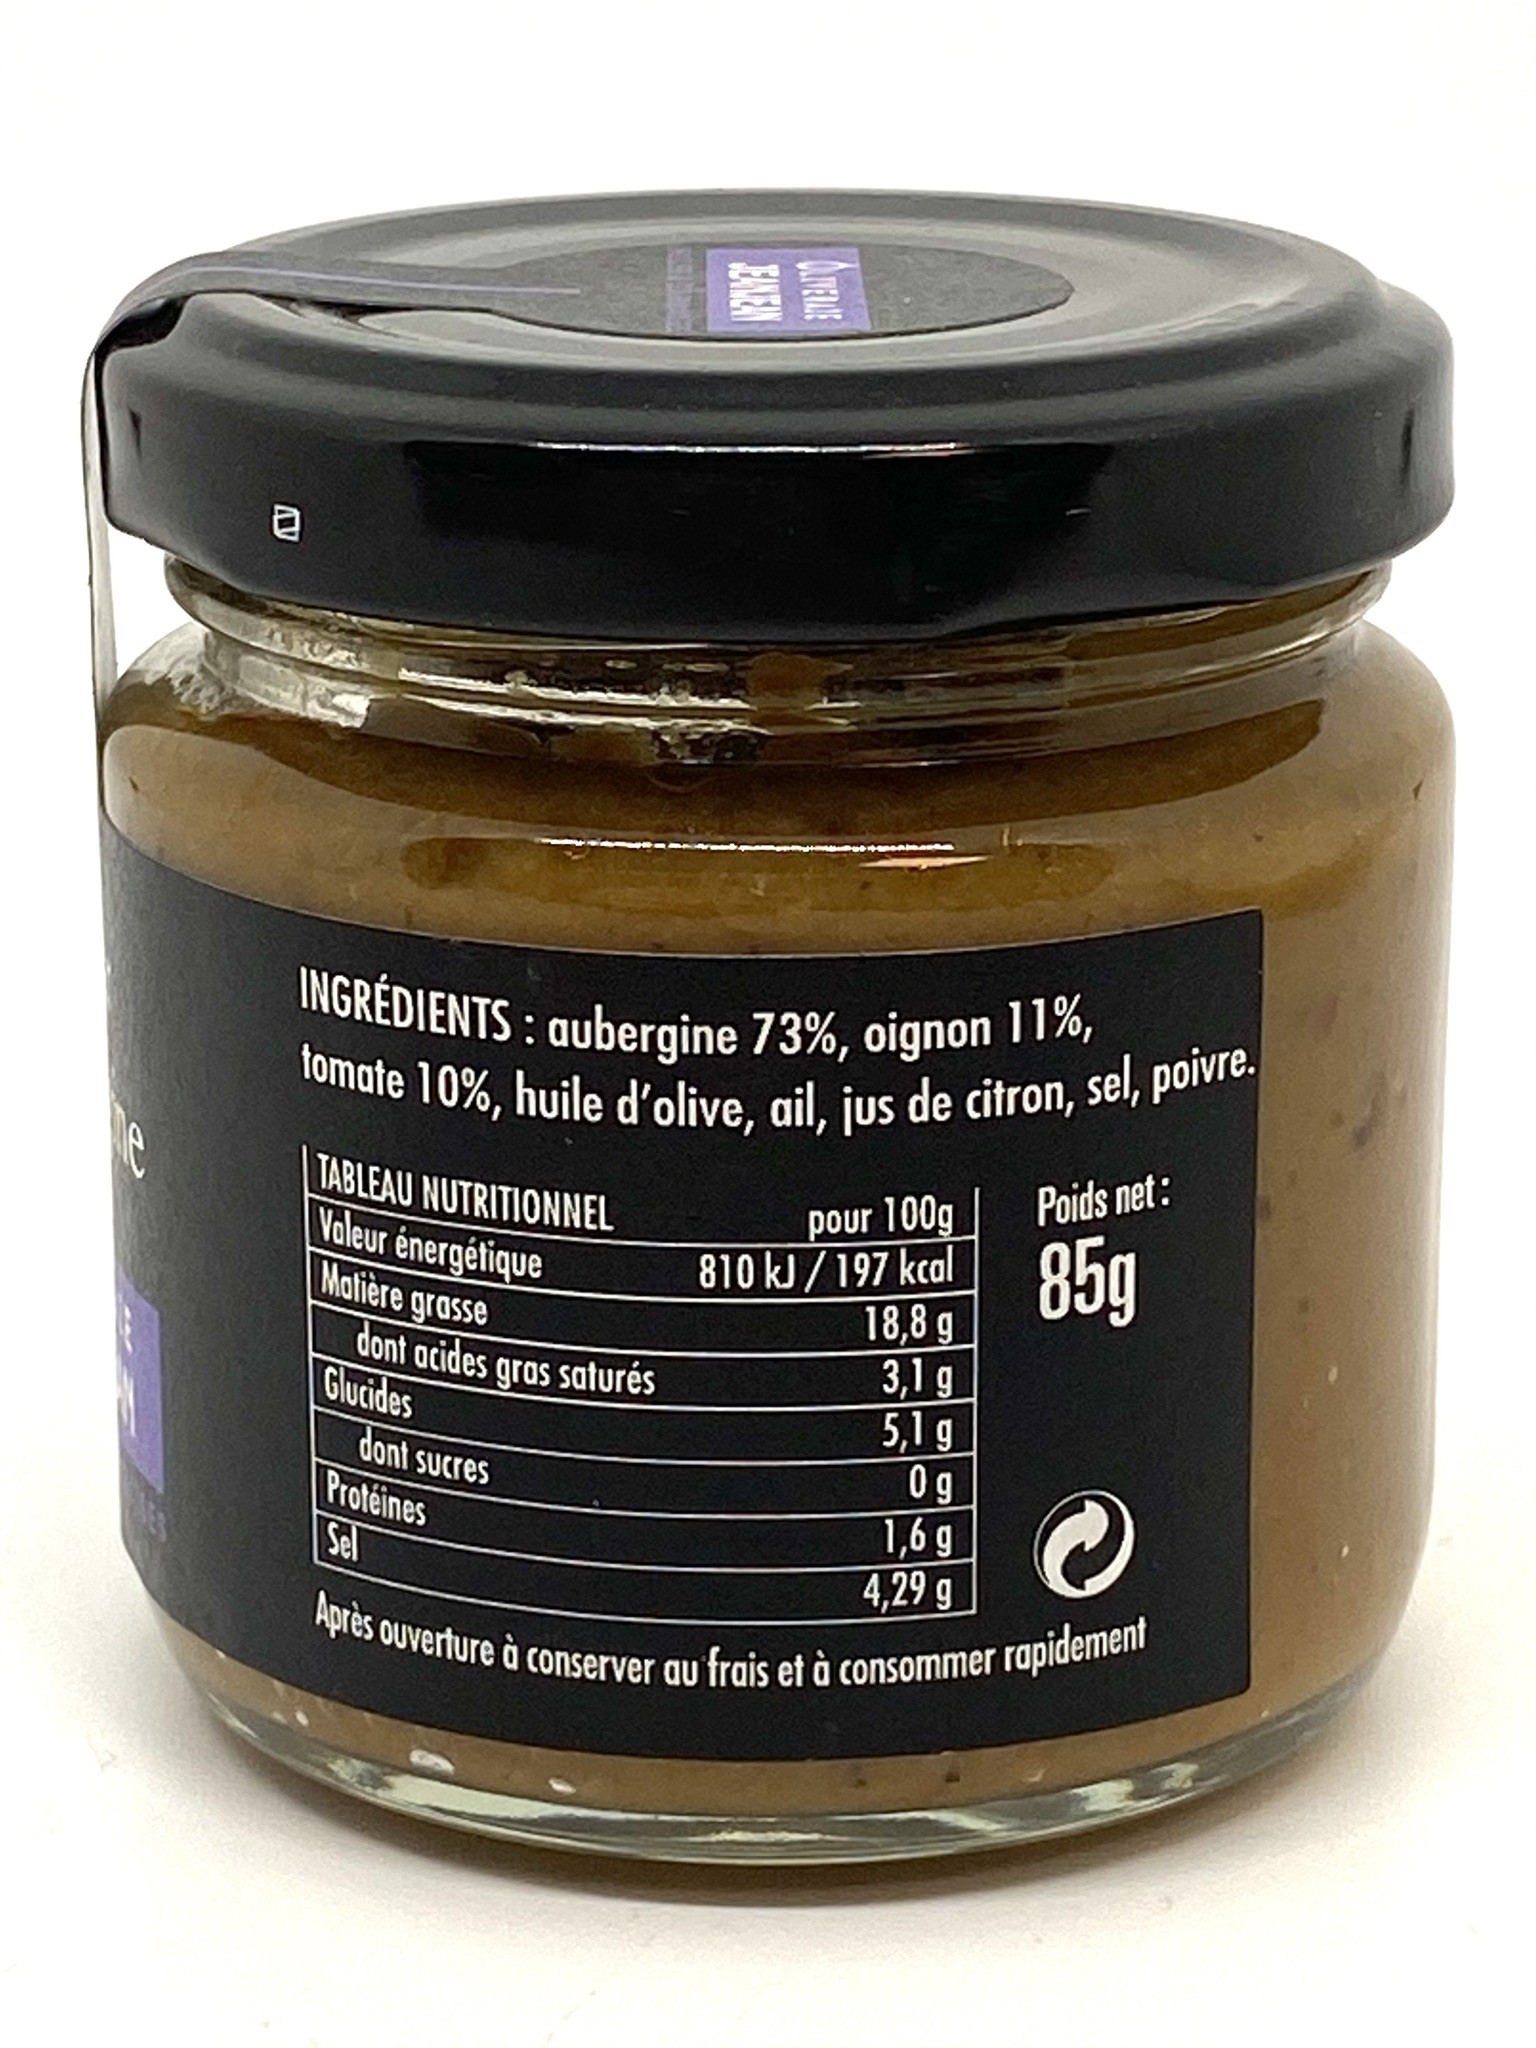 OLIVERAIE
JEANJEAN
INGRÉDIENTS : aubergine 73%, oignon 11%,
tomate 10%, huile d'olive, ail, jus de citron, sel, poivre.
TABLEAU NUTRITIONNEL pour 100g
Valeur énergétique 810 kJ / 197 kcal
Matière grasse 18,8 g
dont acides gras saturés 3,1 g
Glucides 5,1 g
dont sucres 0 g
Protéines 1,6 g
Sel 4,29 g
Poids net :
85g
Après ouverture à conserver au frais et à consommer rapidement